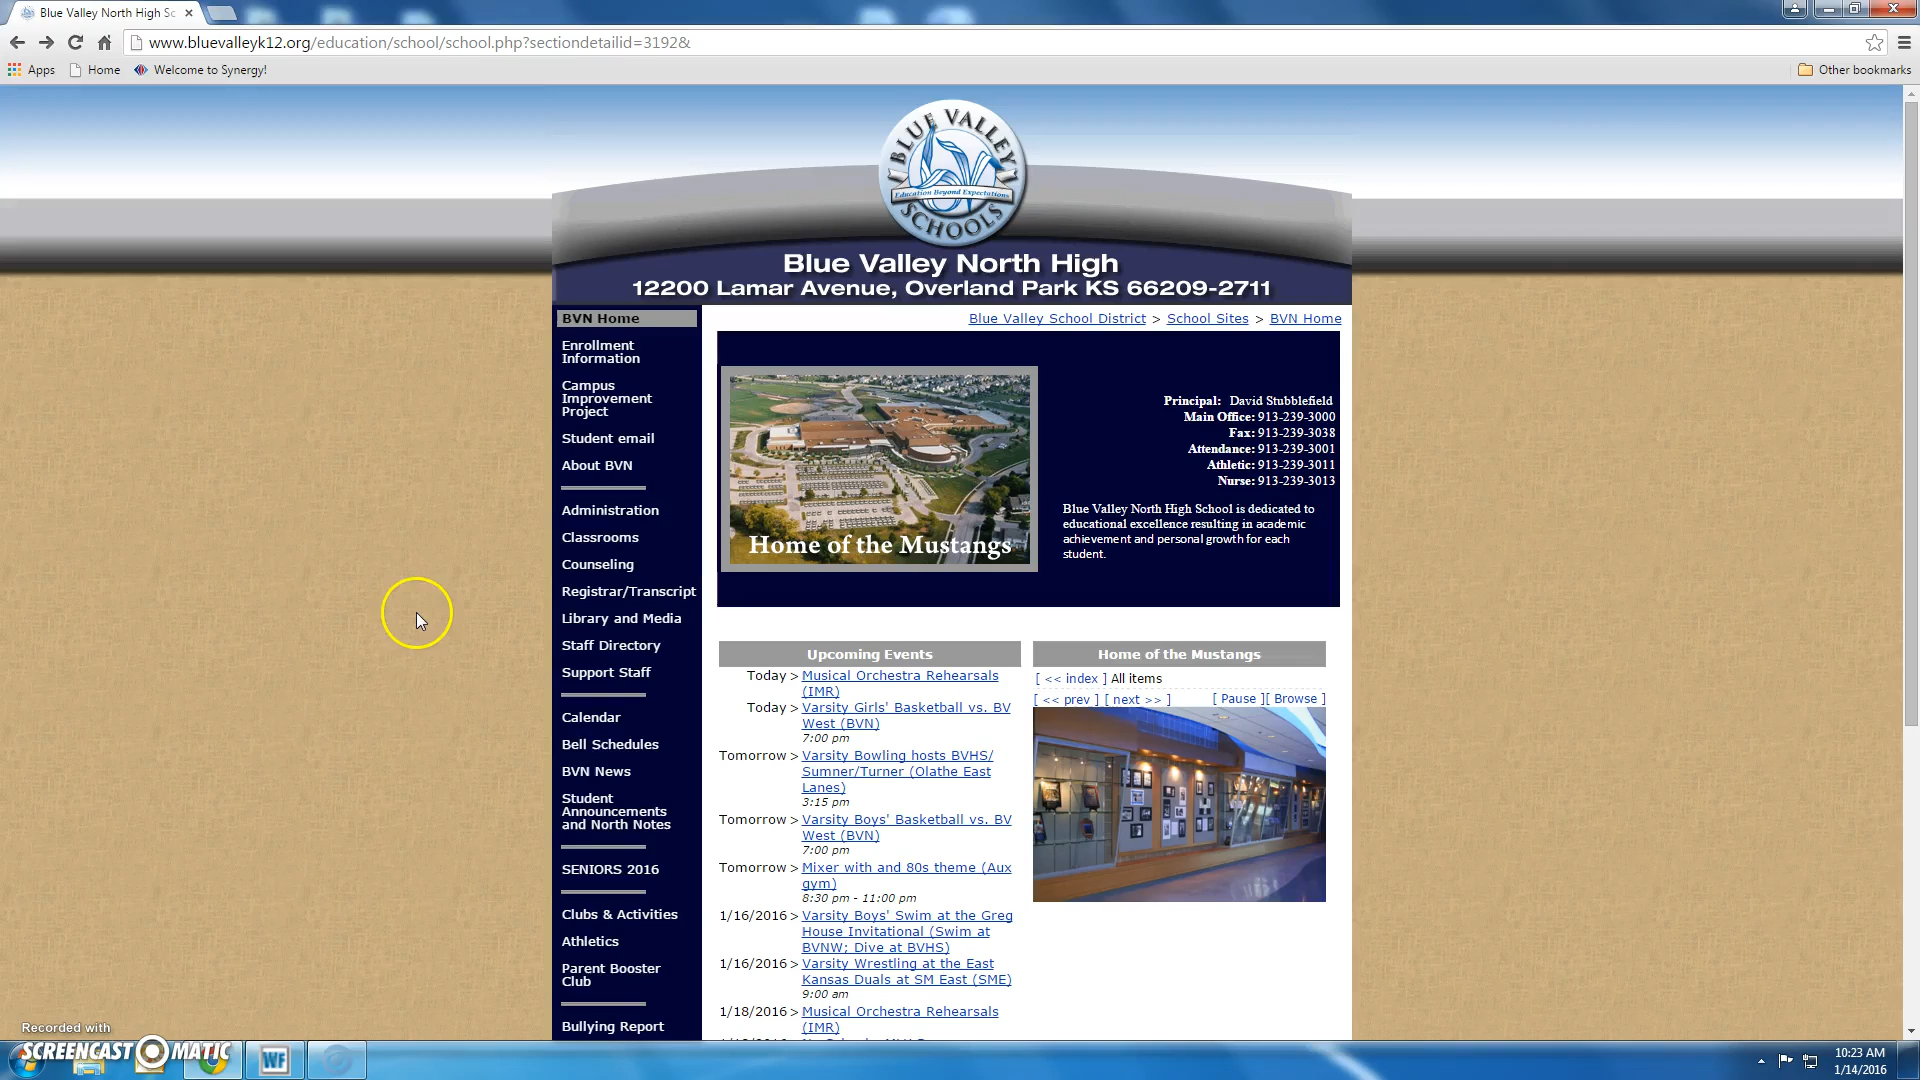 Blue Valley North High Sc
www.bluevalleyk12.org/education/school/school.php?sectiondetailid=3192&
Apps
Home
Welcome to Synergy!
Other bookmarks
BLUE VALLEY
Education Beyond Expectations
SCHOOLS
Blue Valley North High
12200 Lamar Avenue, Overland Park KS 66209-2711
Blue Valley School District > School Sites > BVN Home
BVN Home
Enrollment
Information
Campus
Improvement
Project
Student email
About BVN
Administration
Classrooms
Counseling
Registrar/Transcript
Library and Media
Staff Directory
Support Staff
Calendar
Bell Schedules
BVN News
Student
Announcements
and North Notes
SENIORS 2016
Clubs & Activities
Athletics
Parent Booster
Club
Bullying Report
Home of the Mustangs
Principal: David Stubblefield
Main Office: 913-239-3000
Fax: 913-239-3038
Attendance: 913-239-3001
Athletic: 913-239-3011
Nurse: 913-239-3013
Blue Valley North High School is dedicated to
educational excellence resulting in academic
achievement and personal growth for each
student.
Upcoming Events
Today > Musical Orchestra Rehearsals
(IMR)
Today > Varsity Girls' Basketball vs. BV
West (BVN)
7:00 pm
Tomorrow > Varsity Bowling hosts BVHS/
Sumner/Turner (Olathe East
Lanes)
3:15 pm
Tomorrow > Varsity Boys' Basketball vs. BV
West (BVN)
7:00 pm
Tomorrow > Mixer with and 80s theme (Aux
gym)
8:30 pm - 11:00 pm
1/16/2016 > Varsity Boys' Swim at the Greg
House Invitational (Swim at
BVNW; Dive at BVHS)
1/16/2016 > Varsity Wrestling at the East
Kansas Duals at SM East (SME)
9:00 am
1/18/2016 > Musical Orchestra Rehearsals
(IMR)
Home of the Mustangs
[ << index ] All items
[ << prev ] [ next >> ] [ Pause ][ Browse ]
Recorded with
SCREENCAST O MATIC
WF
10:23 AM
1/14/2016